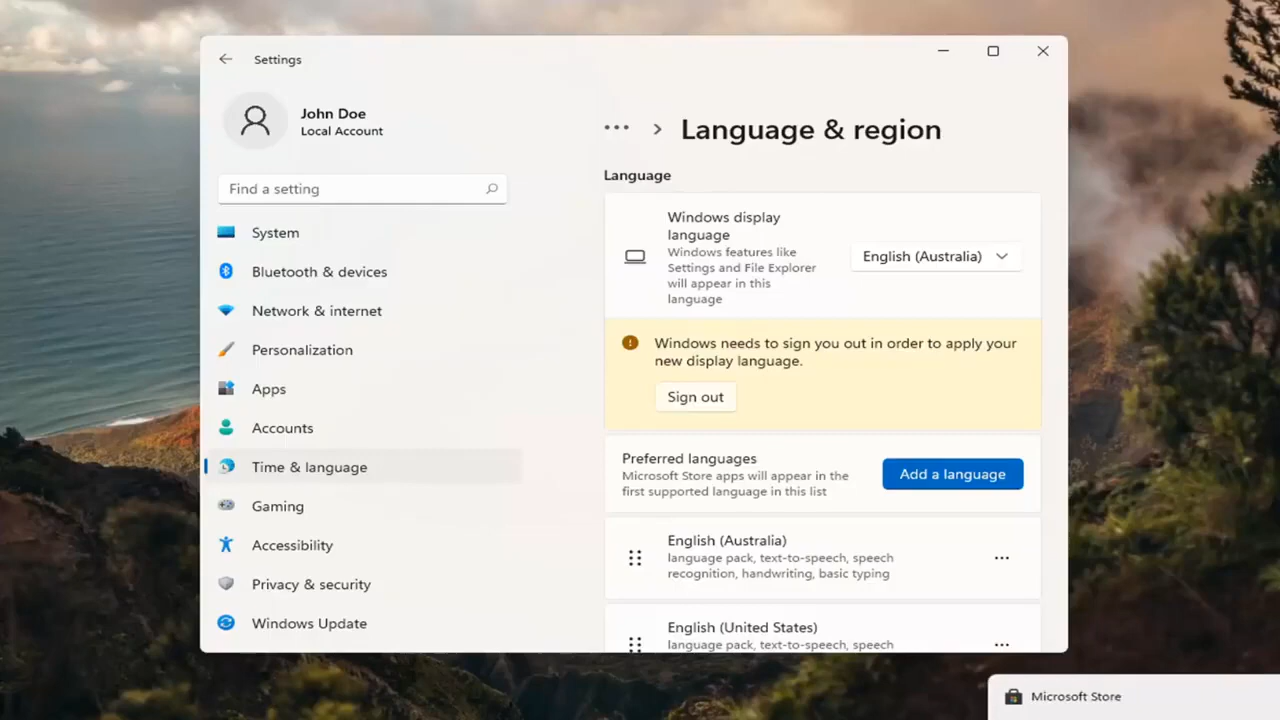 Settings
John Doe
Local Account
Find a setting
System
Bluetooth & devices
Network & internet
Personalization
Apps
Accounts
Time & language
Gaming
Accessibility
Privacy & security
Windows Update
Language & region
Language
Windows display
language
Windows features like
Settings and File Explorer
will appear in this
language
English (Australia)
Windows needs to sign you out in order to apply your
new display language.
Sign out
Preferred languages
Microsoft Store apps will appear in the
first supported language in this list
Add a language
English (Australia)
language pack, text-to-speech, speech
recognition, handwriting, basic typing
English (United States)
language pack, text-to-speech, speech
Microsoft Store